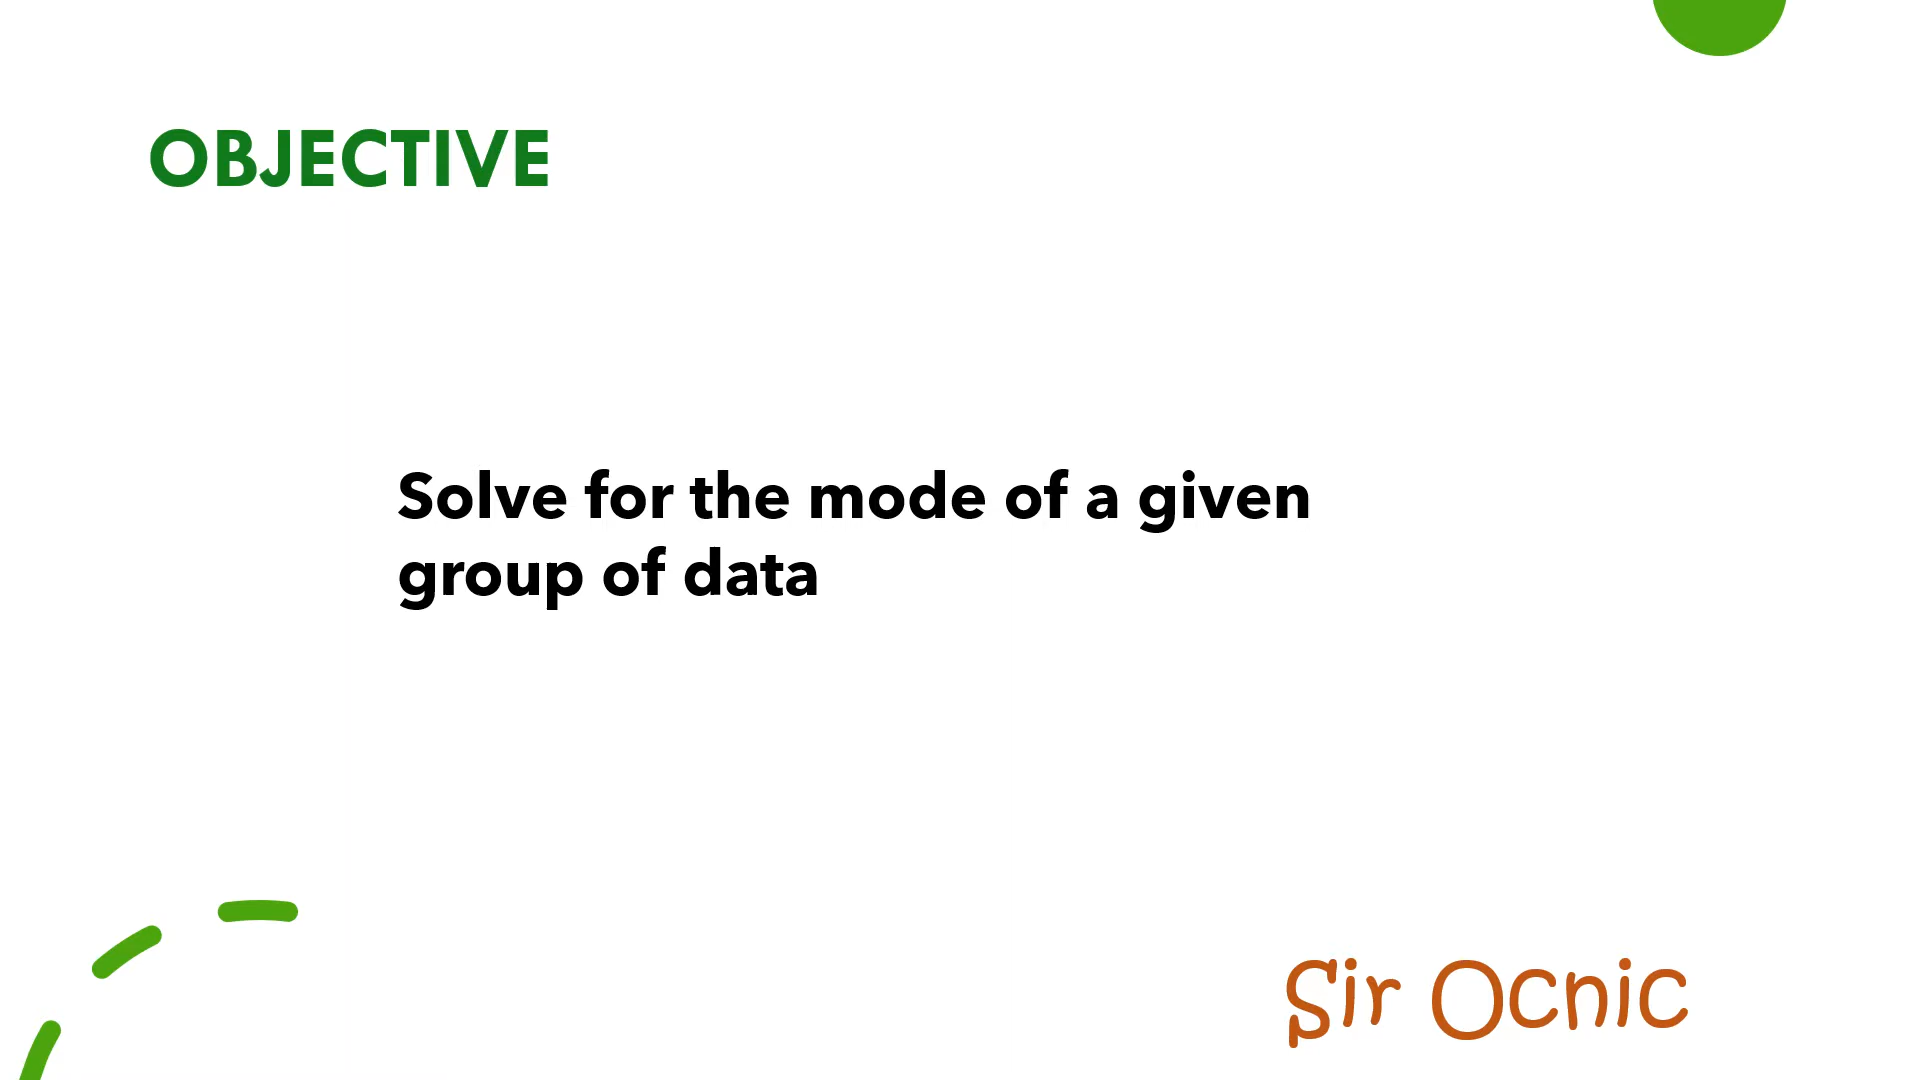 OBJECTIVE
Solve for the mode of a given
group of data
Sir Ocnic